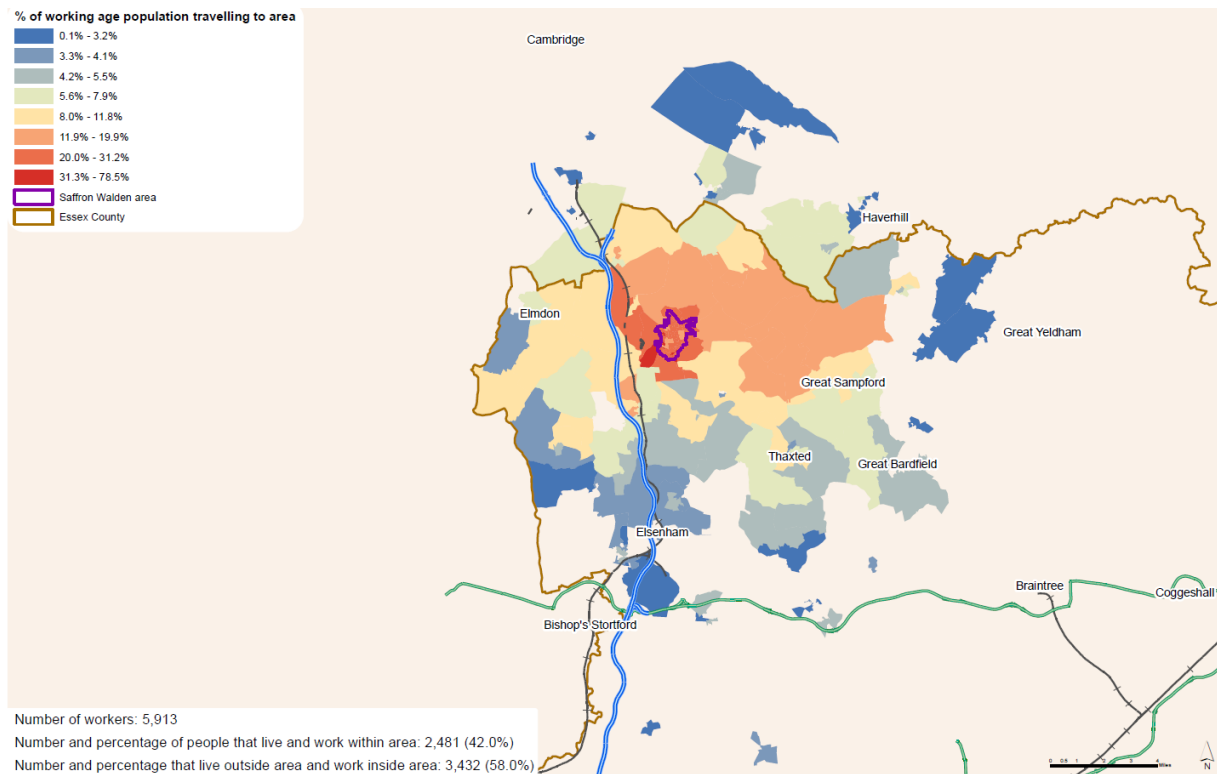 % of working age population travelling to area
0.1% - 3.2%
3.3% - 4.1%
4.2% - 5.5%
5.6% - 7.9%
8.0% - 11.8%
11.9% - 19.9%
20.0% - 31.2%
31.3% - 78.5%
Saffron Walden area
Essex County
Cambridge
Haverhill
Elmdon
Great Yeldham
Great Sampford
Thaxted
Great Bardfield
Elsenham
Braintree
Coggeshall
Bishop's Stortford
Number of workers: 5,913
Number and percentage of people that live and work within area: 2,481 (42.0%)
Number and percentage that live outside area and work inside area: 3,432 (58.0%)
N